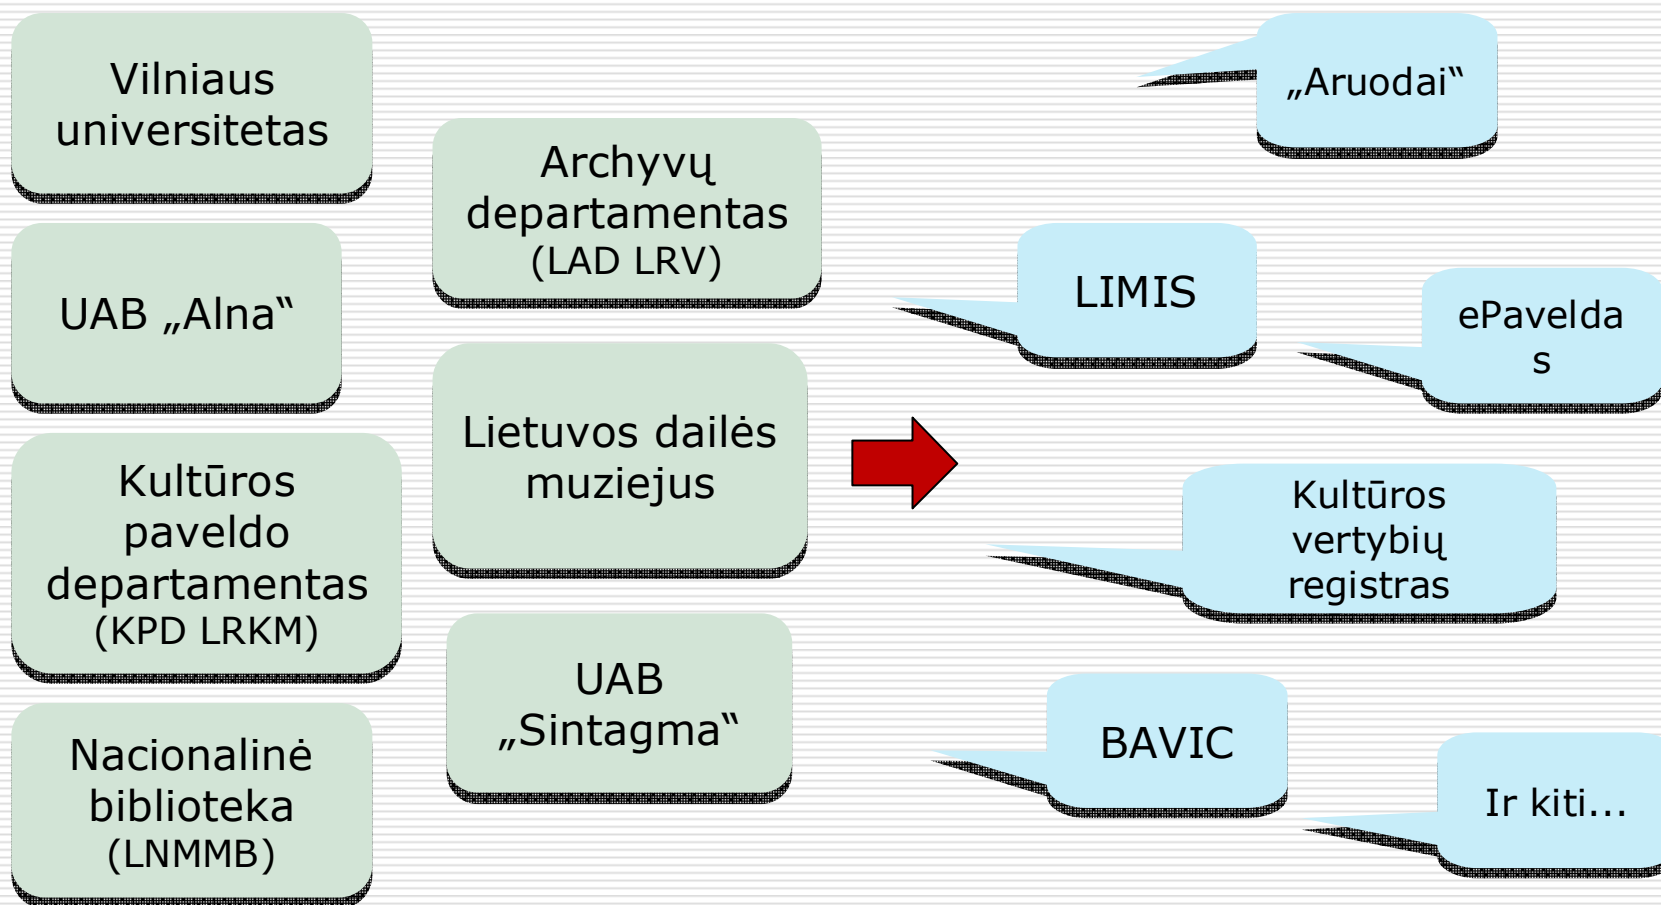 Vilniaus
universitetas
UAB „Alna“
Kultūros
paveldo
departamentas
(KPD LRKM)
Nacionalinė
biblioteka
(LNMMB)
Archyvų
departamentas
(LAD LRV)
Lietuvos dailės
muziejus
UAB
„Sintagma“
„Aruodai“
LIMIS
ePavelda
s
Kultūros
vertybių
registras
BAVIC
Ir kiti...